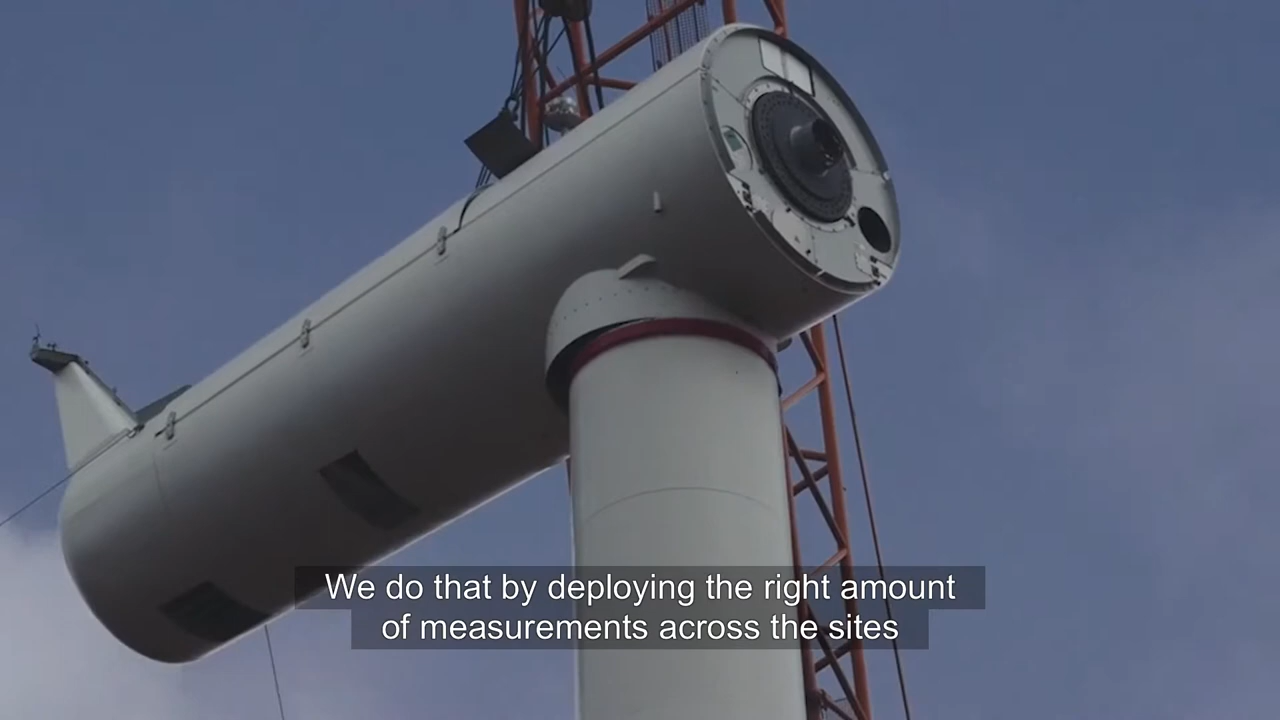 We do that by deploying the right amount
of measurements across the sites